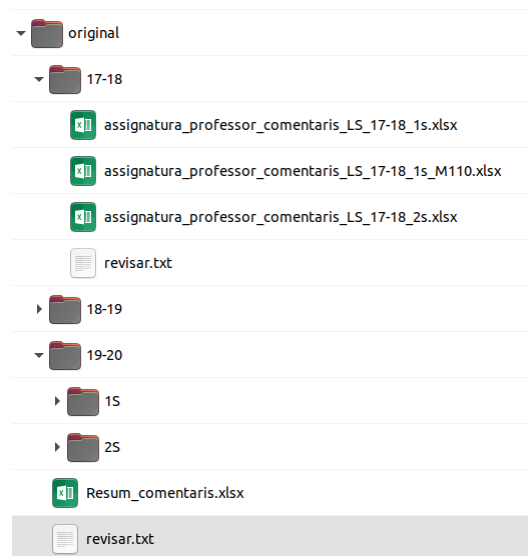 original
17-18
assignatura_professor_comentaris_LS_17-18_1s.xlsx
assignatura_professor_comentaris_LS_17-18_1s_M110.xlsx
assignatura_professor_comentaris_LS_17-18_2s.xlsx
revisar.txt
18-19
19-20
1S
2S
Resum_comentaris.xlsx
revisar.txt